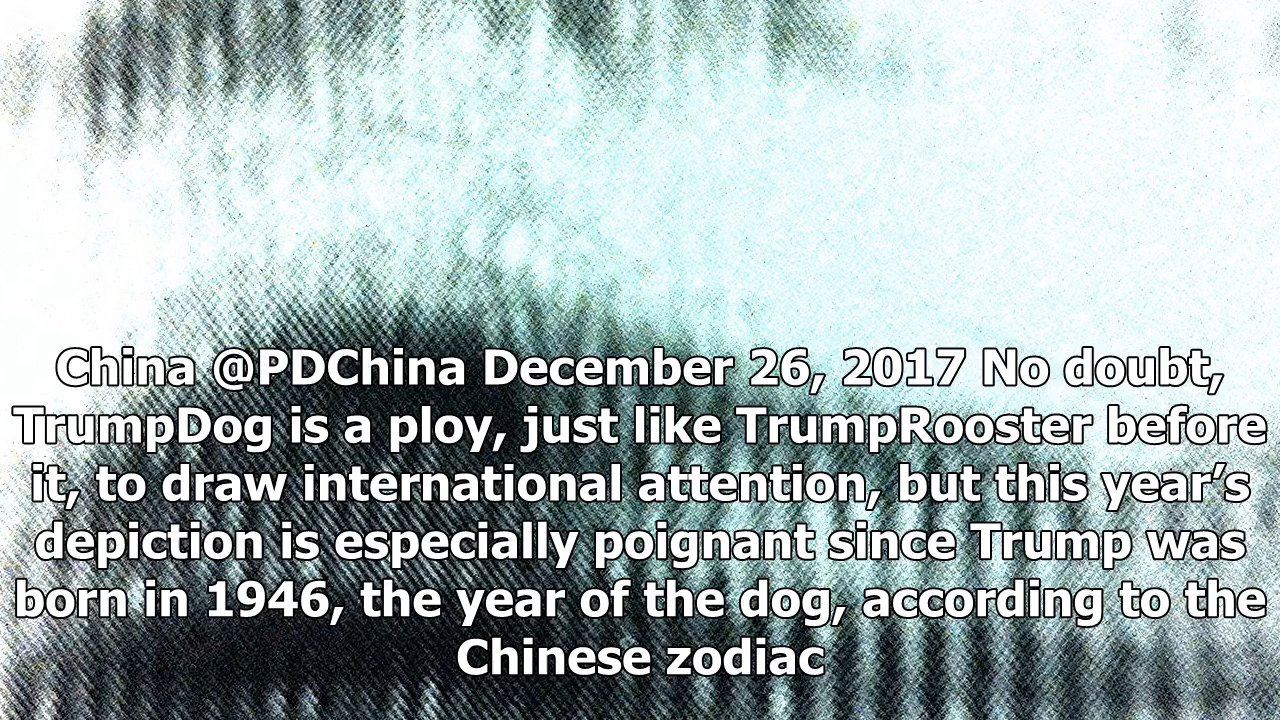 China @PDChina December 26, 2017 No doubt,
TrumpDog is a ploy, just like TrumpRooster before
it, to draw international attention, but this year’s
depiction is especially poignant since Trump was
born in 1946, the year of the dog, according to the
Chinese zodiac